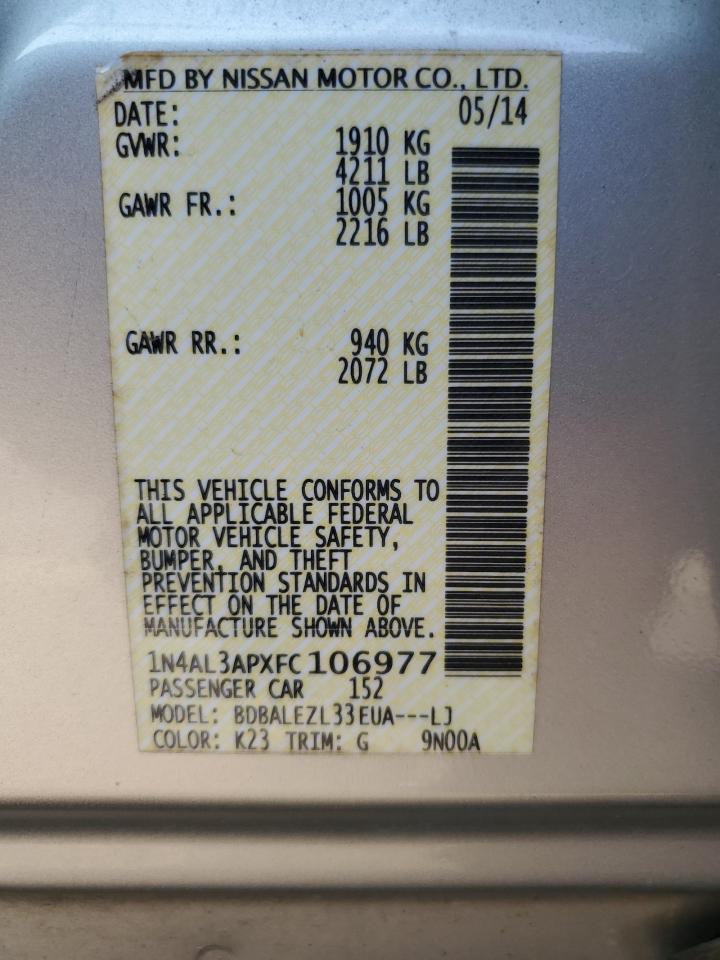 MFD BY NISSAN MOTOR CO., LTD.
DATE: 05/14
GVWR: 1910 KG
4211 LB
GAWR FR.: 1005 KG
2216 LB
GAWR RR.: 940 KG
2072 LB
THIS VEHICLE CONFORMS TO
ALL APPLICABLE FEDERAL
MOTOR VEHICLE SAFETY,
BUMPER, AND THEFT
PREVENTION STANDARDS IN
EFFECT ON THE DATE OF
MANUFACTURE SHOWN ABOVE.
1N4AL3APXFC106977
PASSENGER CAR 152
MODEL: BDBALEZL33EUA---LJ
COLOR: K23 TRIM: G 9N00A